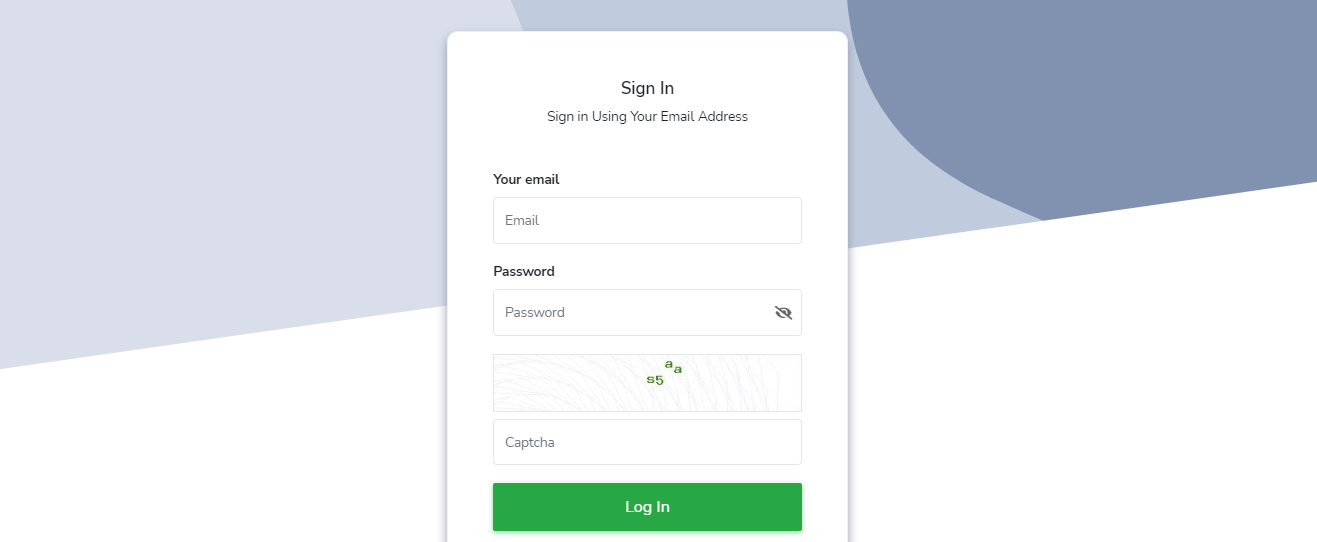 Sign In
Sign in Using Your Email Address
Your email
Email
Password
Password
s5aa
Captcha
Log In